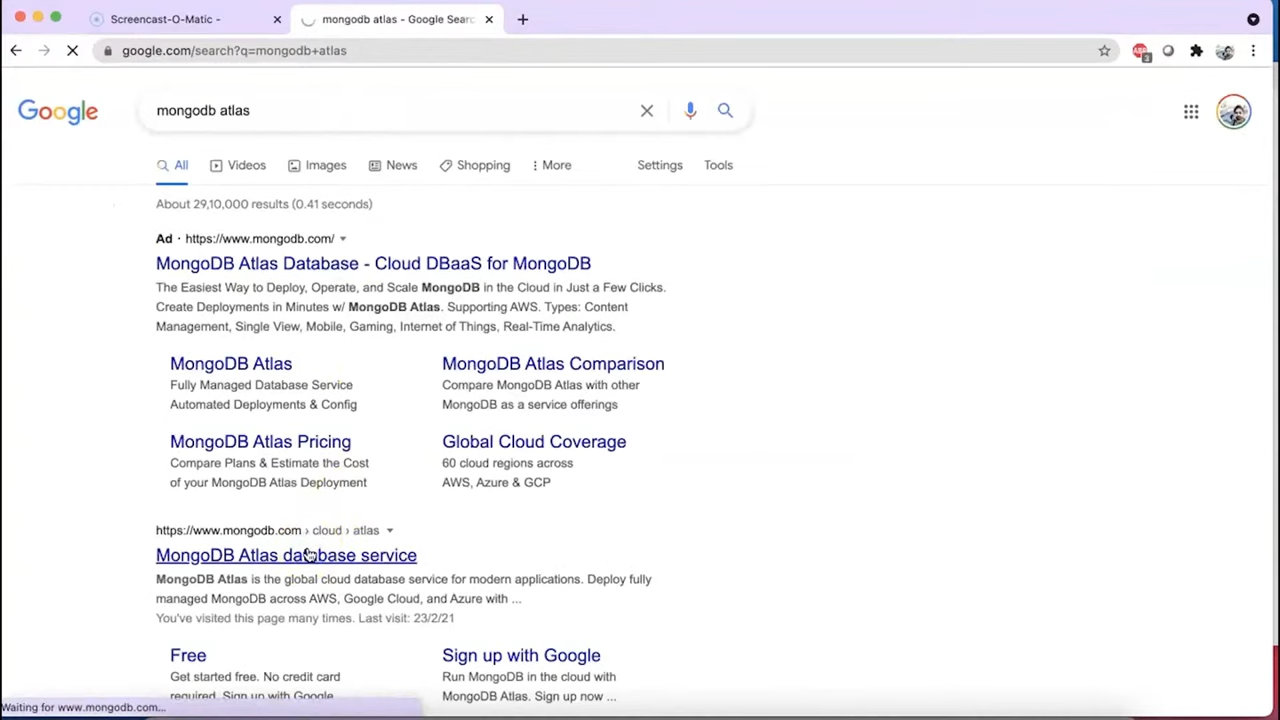 Screencast-O-Matic -
mongodb atlas - Google Searc
google.com/search?q=mongodb+atlas
3
Google
mongodb atlas
All
Videos
Images
News
Shopping
More
Settings
Tools
About 29,10,000 results (0.41 seconds)
Ad · https://www.mongodb.com/
MongoDB Atlas Database - Cloud DBaaS for MongoDB
The Easiest Way to Deploy, Operate, and Scale MongoDB in the Cloud in Just a Few Clicks.
Create Deployments in Minutes w/ MongoDB Atlas. Supporting AWS. Types: Content
Management, Single View, Mobile, Gaming, Internet of Things, Real-Time Analytics.
MongoDB Atlas
Fully Managed Database Service
Automated Deployments & Config
MongoDB Atlas Comparison
Compare MongoDB Atlas with other
MongoDB as a service offerings
MongoDB Atlas Pricing
Compare Plans & Estimate the Cost
of your MongoDB Atlas Deployment
Global Cloud Coverage
60 cloud regions across
AWS, Azure & GCP
https://www.mongodb.com › cloud › atlas
MongoDB Atlas database service
MongoDB Atlas is the global cloud database service for modern applications. Deploy fully
managed MongoDB across AWS, Google Cloud, and Azure with ...
You've visited this page many times. Last visit: 23/2/21
Free
Get started free. No credit card
required. Sign up with Google
Sign up with Google
Run MongoDB in the cloud with
MongoDB Atlas. Sign up now ...
Waiting for www.mongodb.com...